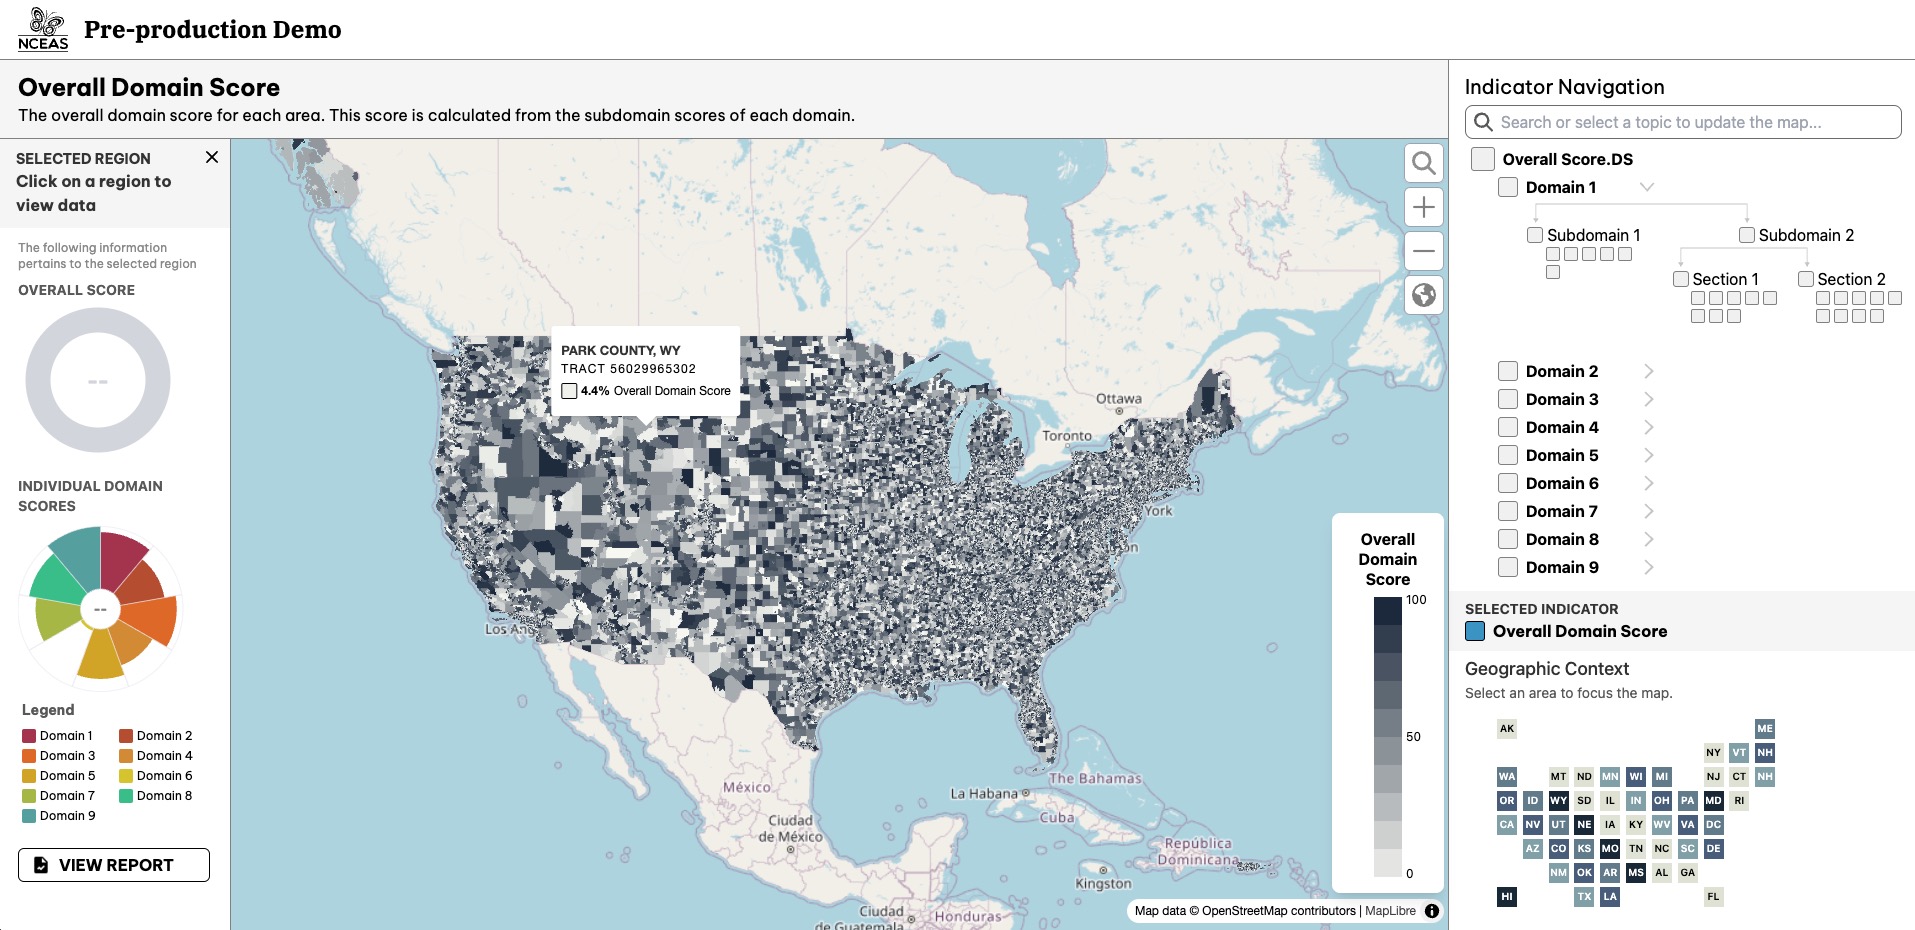 NCEAS
Pre-production Demo
Overall Domain Score
The overall domain score for each area. This score is calculated from the subdomain scores of each domain.
SELECTED REGION
Click on a region to
view data
The following information
pertains to the selected region
OVERALL SCORE
--
INDIVIDUAL DOMAIN
SCORES
--
Legend
Domain 1
Domain 2
Domain 3
Domain 4
Domain 5
Domain 6
Domain 7
Domain 8
Domain 9
VIEW REPORT
PARK COUNTY, WY
TRACT 56029965302
4.4% Overall Domain Score
Ottawa
Toronto
York
Los Ang
México
Ciudad
de México
La Habana
Cuba
The Bahamas
República
Dominicana
Kingston
Ciudad
de Guatemala
Honduras
Overall
Domain
Score
100
50
0
Map data © OpenStreetMap contributors | MapLibre
Indicator Navigation
Search or select a topic to update the map...
Overall Score.DS
Domain 1
Subdomain 1
Subdomain 2
Section 1
Section 2
Domain 2
Domain 3
Domain 4
Domain 5
Domain 6
Domain 7
Domain 8
Domain 9
SELECTED INDICATOR
Overall Domain Score
Geographic Context
Select an area to focus the map.
AK ME
NY VT NH
WA MT ND MN WI MI NJ CT NH
OR ID WY SD IL IN OH PA MD RI
CA NV UT NE IA KY WV VA DC
AZ CO KS MO TN NC SC DE
NM OK AR MS AL GA
HI TX LA FL